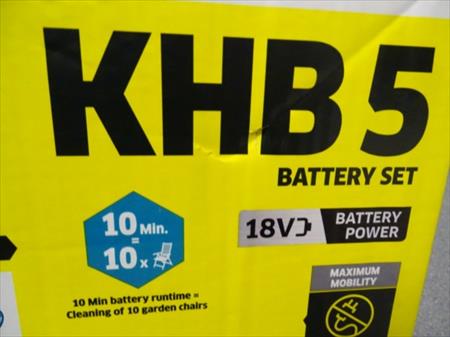 KHB 5
BATTERY SET
10 Min.
=
10 x
18V
BATTERY
POWER
10 Min battery runtime =
Cleaning of 10 garden chairs
MAXIMUM
MOBILITY